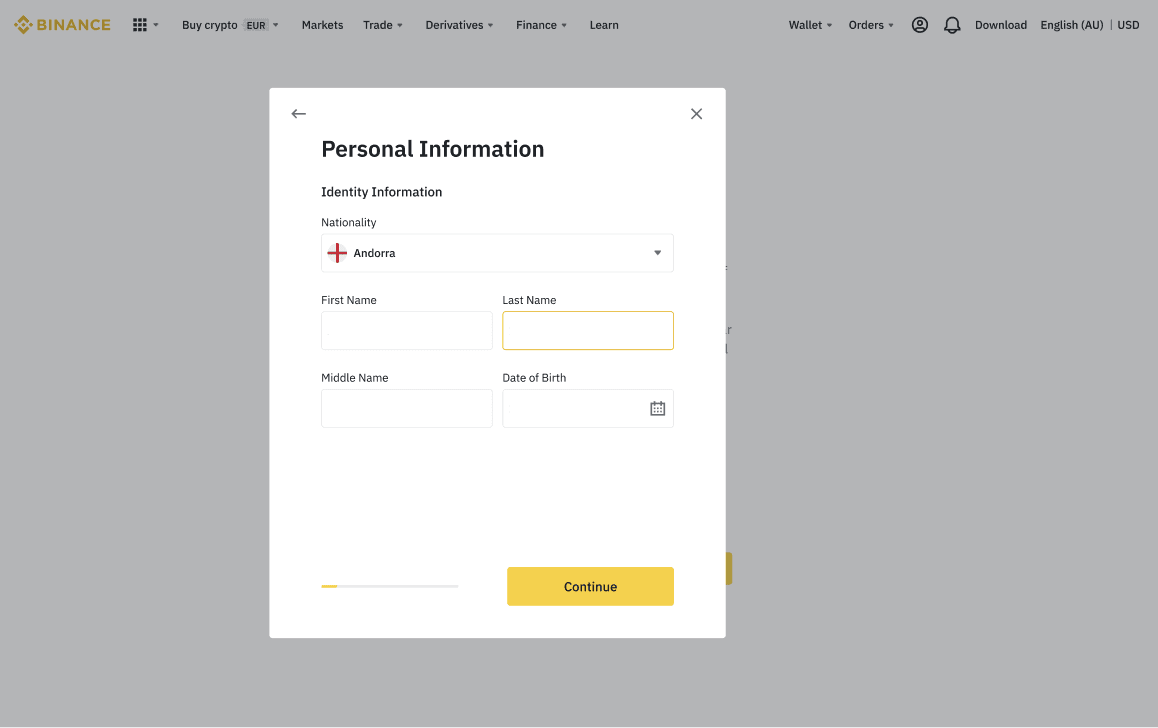 BINANCE Buy crypto EUR Markets Trade Derivatives Finance Learn Wallet Orders Download English (AU) | USD
Personal Information
Identity Information
Nationality
Andorra
First Name Last Name
Middle Name Date of Birth
Continue